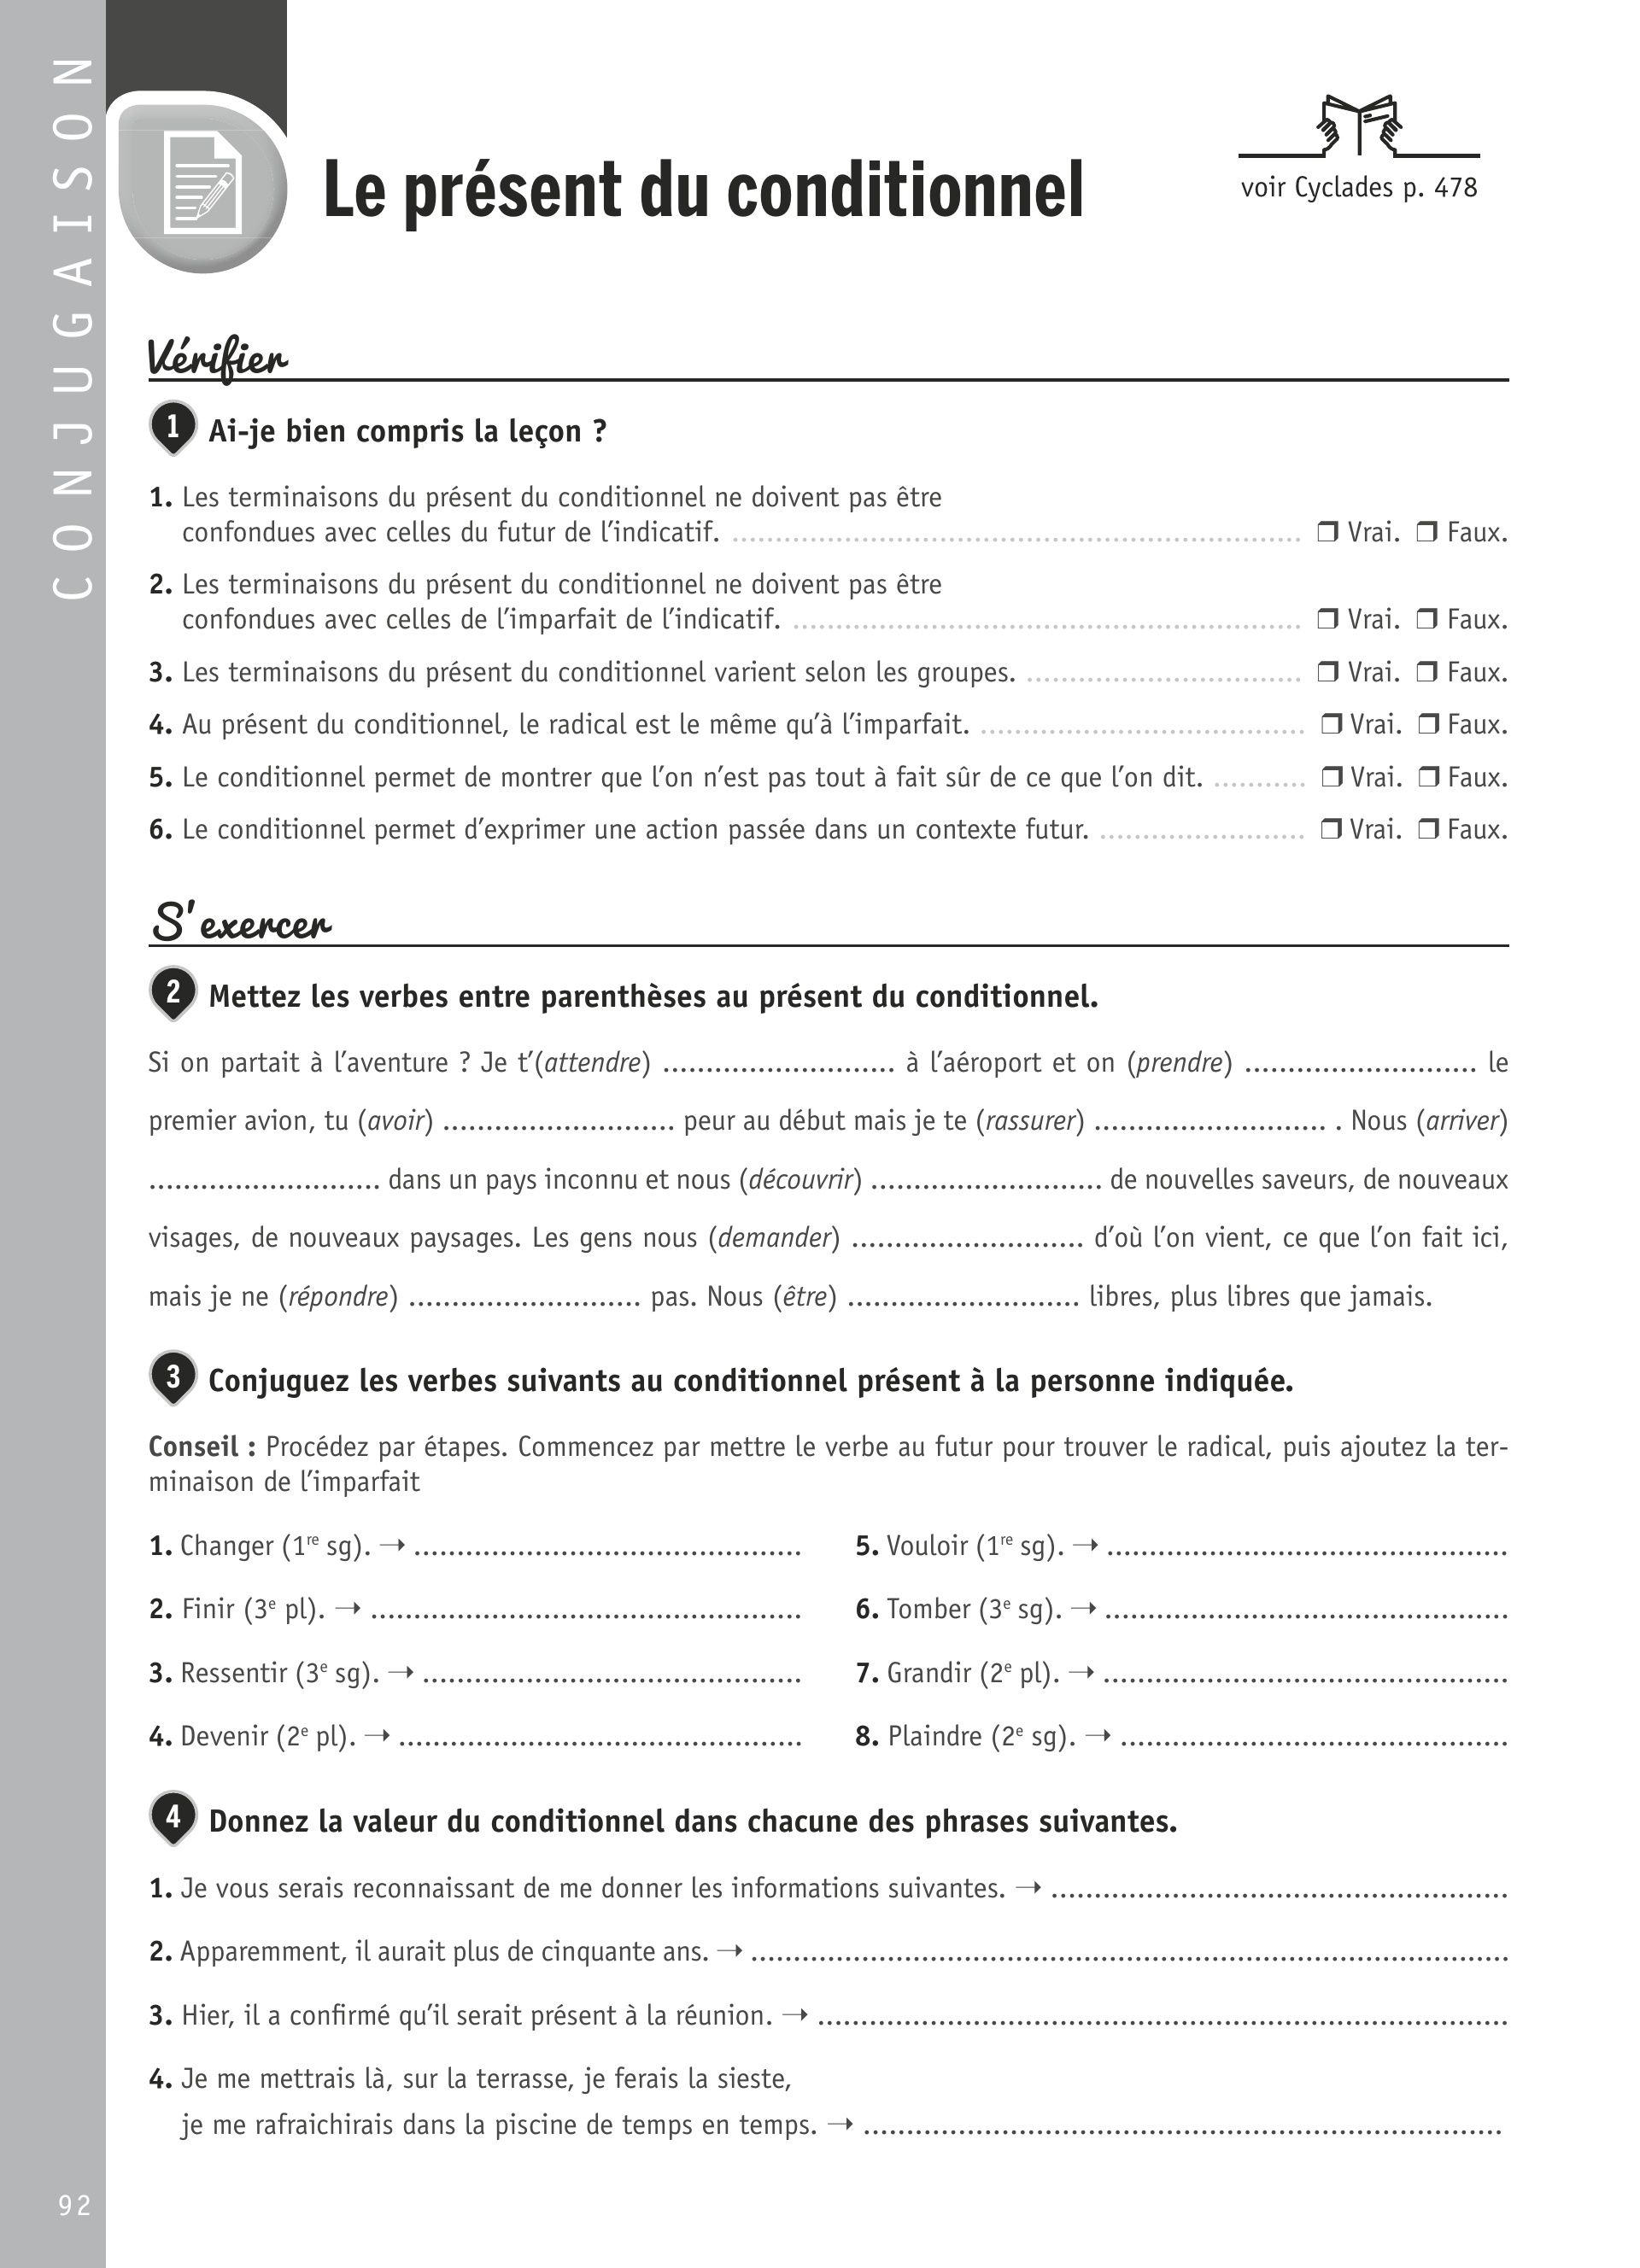 CONJUGAISON
Le présent du conditionnel
voir Cyclades p. 478
Vérifier
1 Ai-je bien compris la leçon ?
1. Les terminaisons du présent du conditionnel ne doivent pas être
confondues avec celles du futur de l’indicatif. .................................................................. ❒ Vrai. ❒ Faux.
2. Les terminaisons du présent du conditionnel ne doivent pas être
confondues avec celles de l’imparfait de l’indicatif. ........................................................... ❒ Vrai. ❒ Faux.
3. Les terminaisons du présent du conditionnel varient selon les groupes. ................................ ❒ Vrai. ❒ Faux.
4. Au présent du conditionnel, le radical est le même qu’à l’imparfait. ...................................... ❒ Vrai. ❒ Faux.
5. Le conditionnel permet de montrer que l’on n’est pas tout à fait sûr de ce que l’on dit. ........... ❒ Vrai. ❒ Faux.
6. Le conditionnel permet d’exprimer une action passée dans un contexte futur. ........................ ❒ Vrai. ❒ Faux.
S’exercer
2 Mettez les verbes entre parenthèses au présent du conditionnel.
Si on partait à l’aventure ? Je t’(attendre) ........................... à l’aéroport et on (prendre) ........................... le
premier avion, tu (avoir) ........................... peur au début mais je te (rassurer) ........................... . Nous (arriver)
........................... dans un pays inconnu et nous (découvrir) ........................... de nouvelles saveurs, de nouveaux
visages, de nouveaux paysages. Les gens nous (demander) ........................... d’où l’on vient, ce que l’on fait ici,
mais je ne (répondre) ........................... pas. Nous (être) ........................... libres, plus libres que jamais.
3 Conjuguez les verbes suivants au conditionnel présent à la personne indiquée.
Conseil : Procédez par étapes. Commencez par mettre le verbe au futur pour trouver le radical, puis ajoutez la ter-
minaison de l’imparfait
1. Changer (1re sg). → .............................................
2. Finir (3e pl). → ..................................................
3. Ressentir (3e sg). → ............................................
4. Devenir (2e pl). → ...............................................
5. Vouloir (1re sg). → ..............................................
6. Tomber (3e sg). → ...............................................
7. Grandir (2e pl). → ...............................................
8. Plaindre (2e sg). → .............................................
4 Donnez la valeur du conditionnel dans chacune des phrases suivantes.
1. Je vous serais reconnaissant de me donner les informations suivantes. → .....................................................
2. Apparemment, il aurait plus de cinquante ans. → ........................................................................................
3. Hier, il a confirmé qu’il serait présent à la réunion. → ................................................................................
4. Je me mettrais là, sur la terrasse, je ferais la sieste,
je me rafraichirais dans la piscine de temps en temps. → ..........................................................................
92